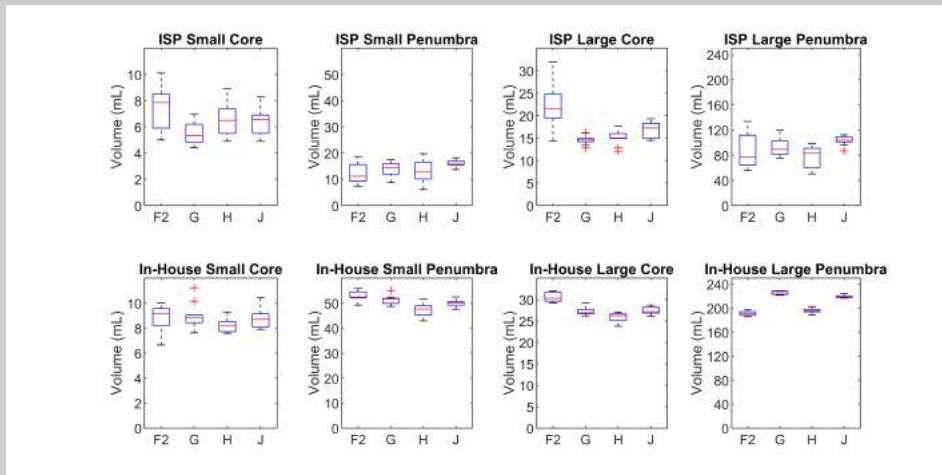 ISP Small Core
ISP Small Penumbra
ISP Large Core
ISP Large Penumbra
Volume (mL)
10
8
6
4
2
0
F2 G H J
Volume (mL)
50
40
30
20
10
0
F2 G H J
Volume (mL)
35
30
25
20
15
10
5
0
F2 G H J
Volume (mL)
240
200
160
120
80
40
0
F2 G H J
In-House Small Core
In-House Small Penumbra
In-House Large Core
In-House Large Penumbra
Volume (mL)
10
8
6
4
2
0
F2 G H J
Volume (mL)
50
40
30
20
10
0
F2 G H J
Volume (mL)
30
25
20
15
10
5
0
F2 G H J
Volume (mL)
240
200
160
120
80
40
0
F2 G H J